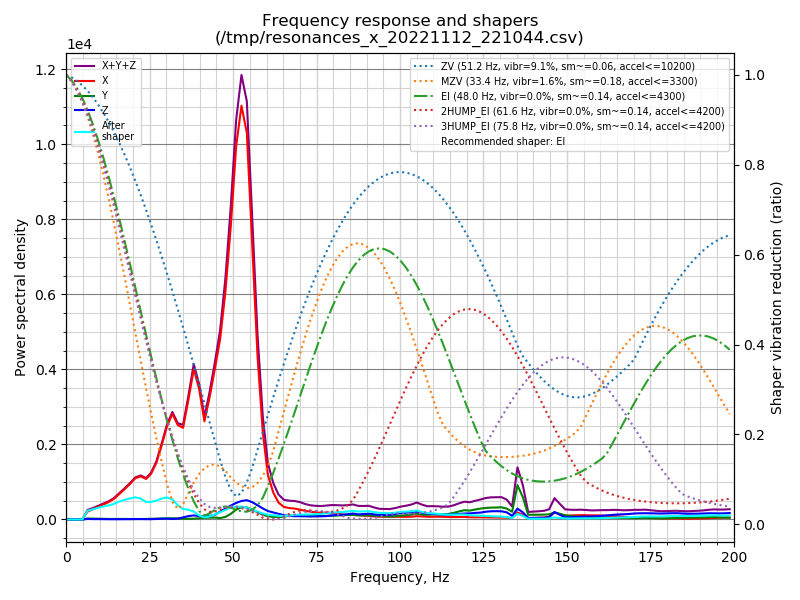 Frequency response and shapers
(/tmp/resonances_x_20221112_221044.csv)
1e4
X+Y+Z
X
Y
Z
After
shaper
ZV (51.2 Hz, vibr=9.1%, sm~=0.06, accel<=10200)
MZV (33.4 Hz, vibr=1.6%, sm~=0.18, accel<=3300)
EI (48.0 Hz, vibr=0.0%, sm~=0.14, accel<=4300)
2HUMP_EI (61.6 Hz, vibr=0.0%, sm~=0.14, accel<=4200)
3HUMP_EI (75.8 Hz, vibr=0.0%, sm~=0.14, accel<=4200)
Recommended shaper: EI
Power spectral density
1.2
1.0
0.8
0.6
0.4
0.2
0.0
1.0
0.8
0.6
0.4
0.2
0.0
Shaper vibration reduction (ratio)
0 25 50 75 100 125 150 175 200
Frequency, Hz